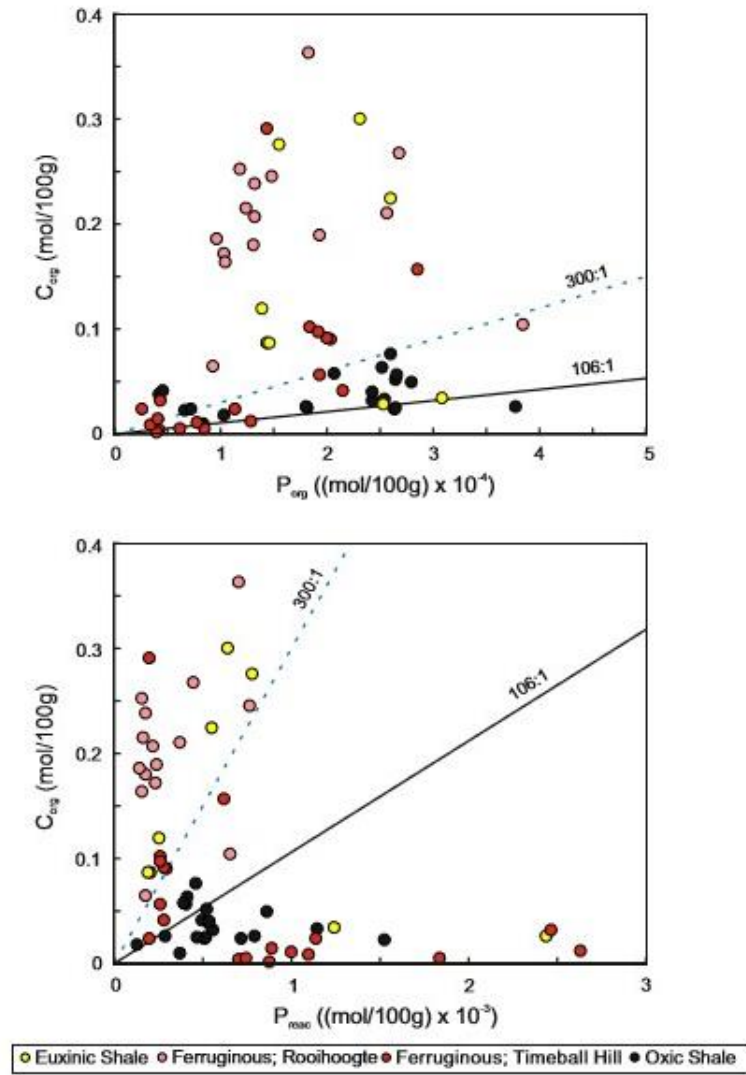 0.4
0.3
0.2
0.1
0
Corg (mol/100g)
300:1
106:1
0 1 2 3 4 5
Porg ((mol/100g) x 10-4)
0.4
0.3
0.2
0.1
0
Corg (mol/100g)
300:1
106:1
0 1 2 3
Preac ((mol/100g) x 10-3)
Euxinic Shale Ferruginous; Rooihoogte Ferruginous; Timeball Hill Oxic Shale